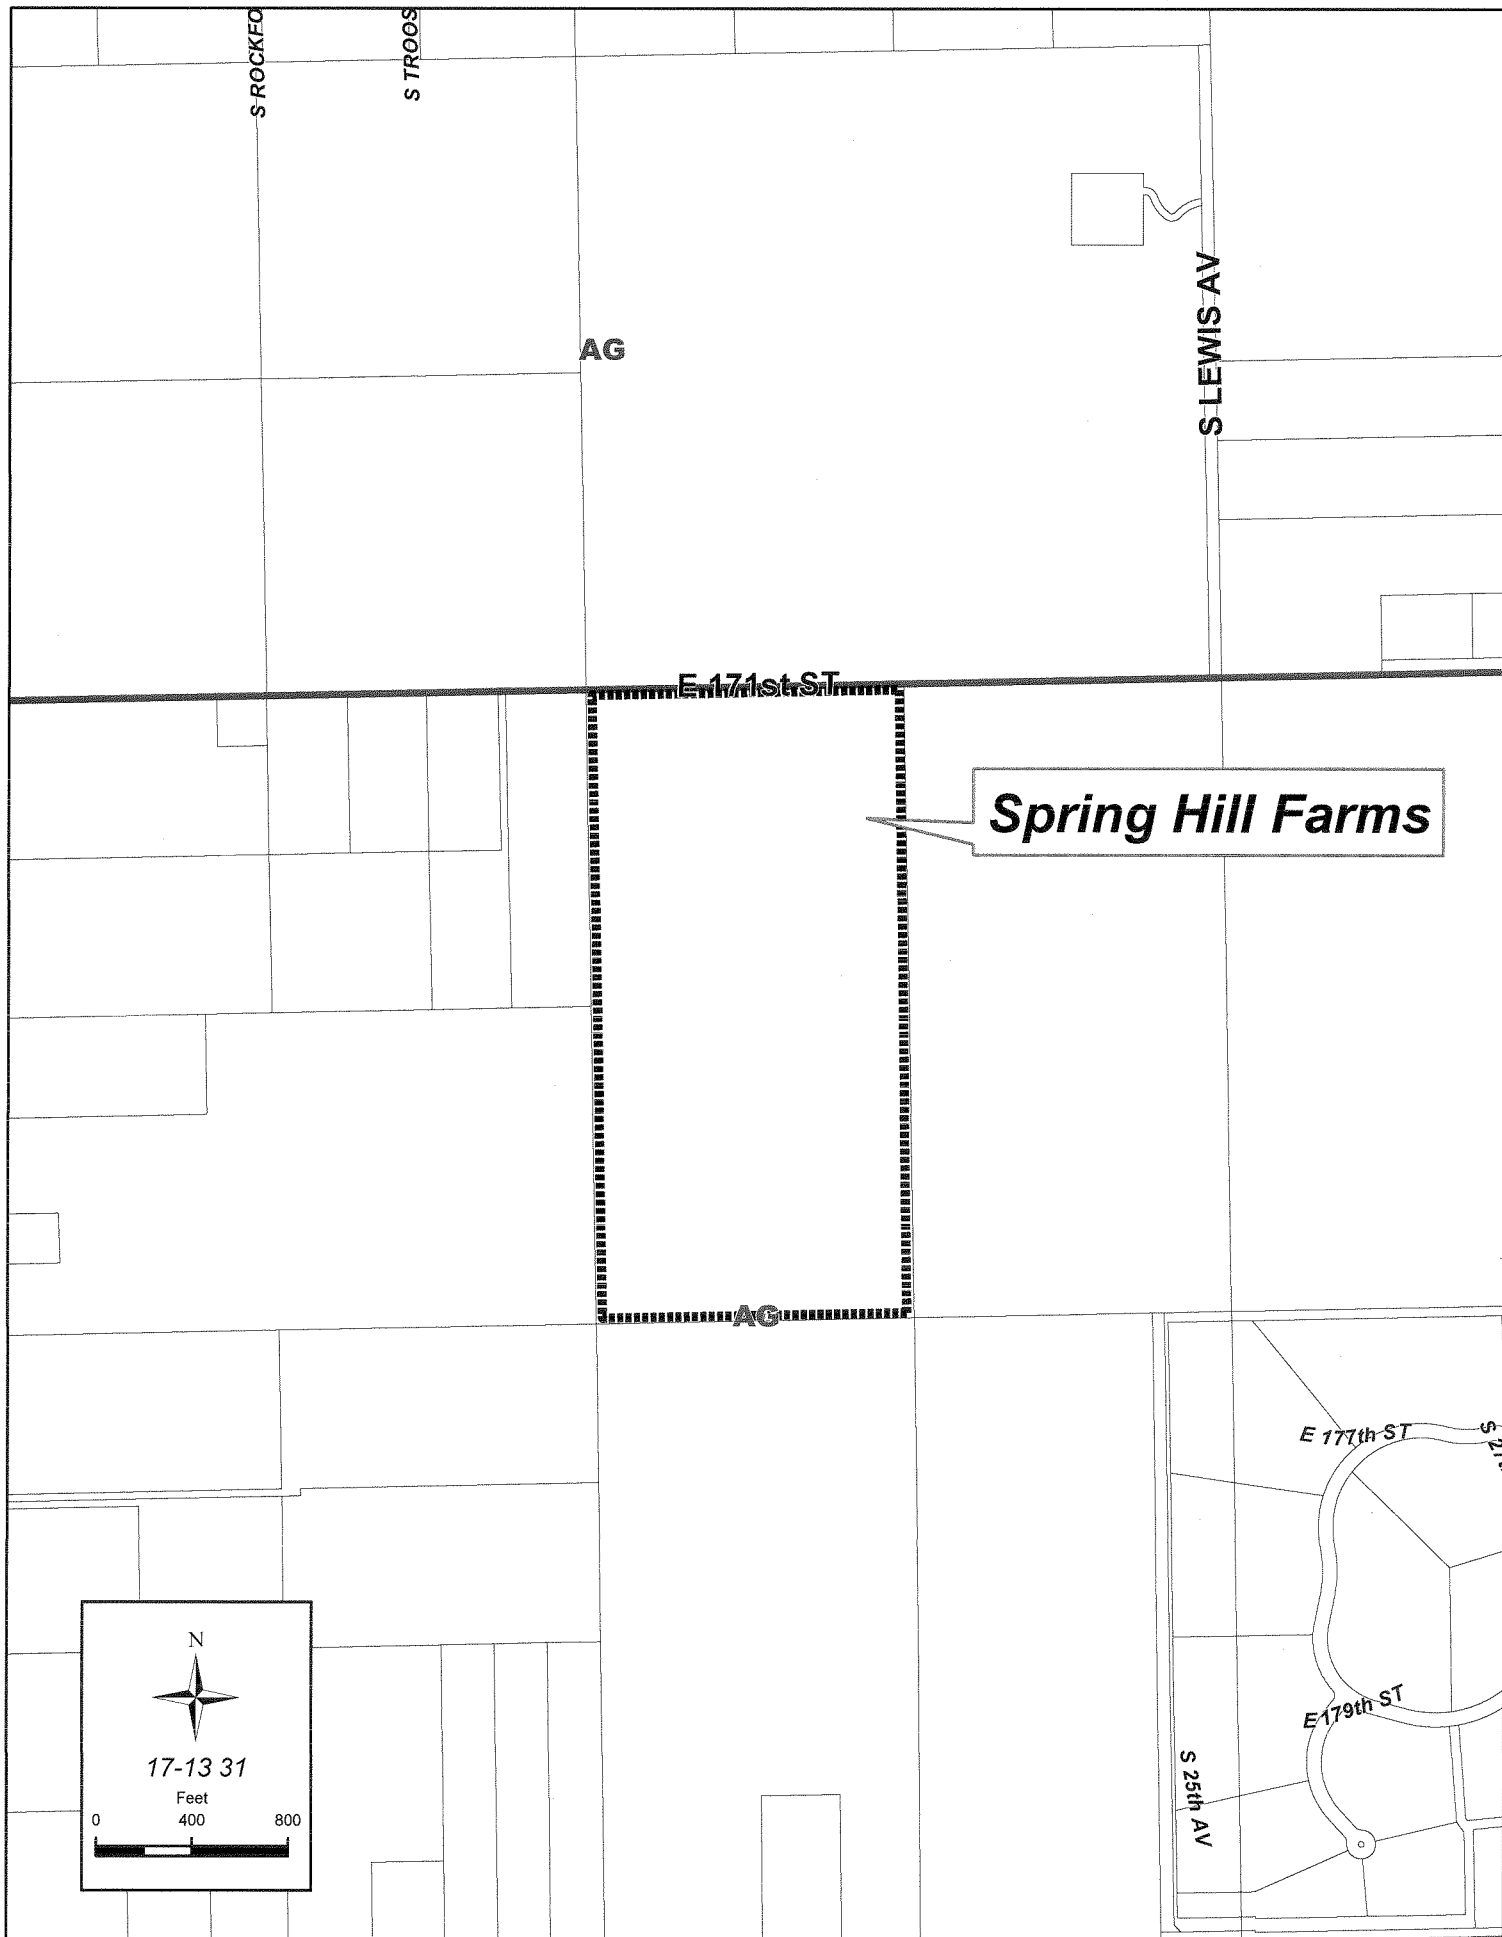 S ROCKFO
S TROOS
S LEWIS AV
AG
E 171st ST
Spring Hill Farms
AG
E 177th ST
E 179th ST
S 25th AV
N
17-13 31
Feet
0 400 800